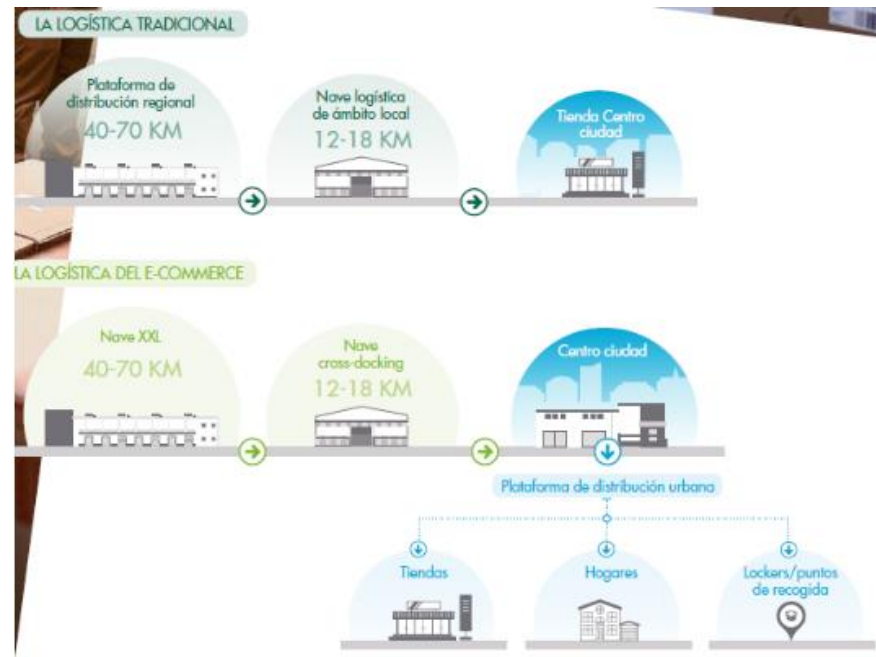 LA LOGÍSTICA TRADICIONAL
Plataforma de
distribución regional
40-70 KM
Nave logística
de ámbito local
12-18 KM
Tienda Centro
ciudad
LA LOGÍSTICA DEL E-COMMERCE
Nave XXL
40-70 KM
Nave
cross-docking
12-18 KM
Centro ciudad
Plataforma de distribución urbana
Tiendas
Hogares
Lockers/puntos
de recogida